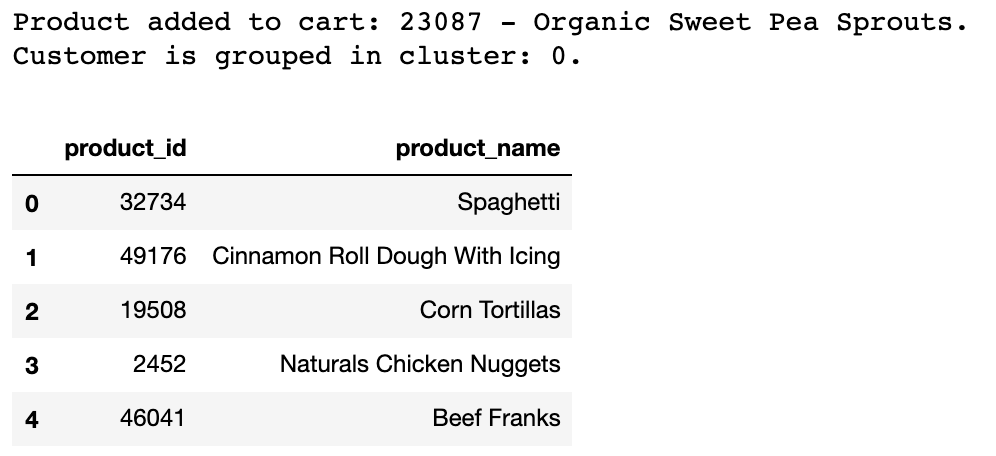 Product added to cart: 23087 - Organic Sweet Pea Sprouts.
Customer is grouped in cluster: 0.
product_id product_name
0 32734 Spaghetti
1 49176 Cinnamon Roll Dough With Icing
2 19508 Corn Tortillas
3 2452 Naturals Chicken Nuggets
4 46041 Beef Franks